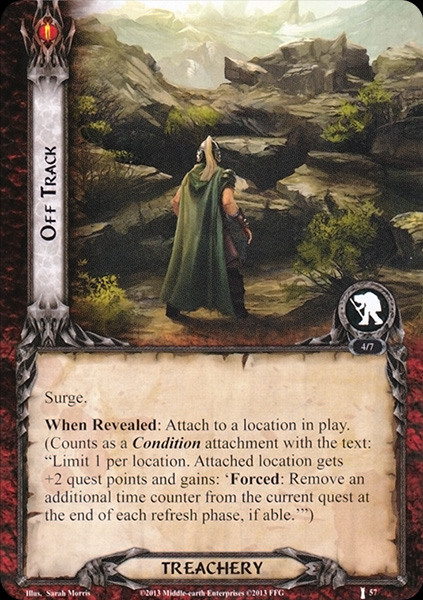 OFF TRACK
4/7
Surge.
When Revealed: Attach to a location in play.
(Counts as a Condition attachment with the text:
“Limit 1 per location. Attached location gets
+2 quest points and gains: ‘Forced: Remove an
additional time counter from the current quest at
the end of each refresh phase, if able.’”)
TREACHERY
Illus. Sarah Morris ©2013 Middle-earth Enterprises ©2013 FFG 57